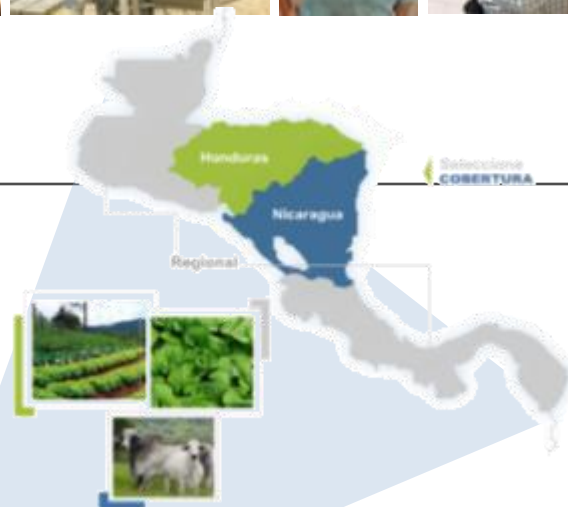 Honduras
Seleccione
COBERTURA
Nicaragua
Regional